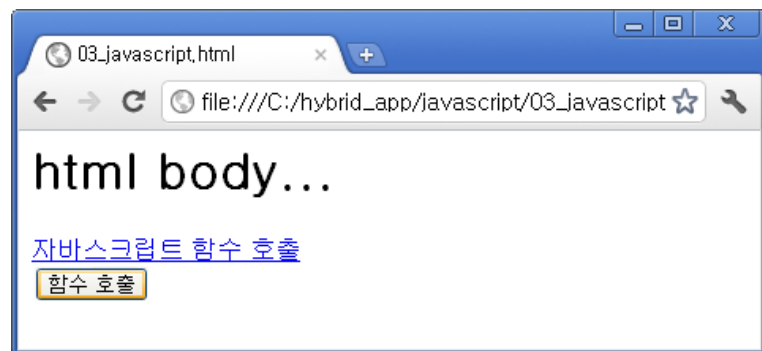 03_javascript.html
file:///C:/hybrid_app/javascript/03_javascript
html body...
자바스크립트 함수 호출
함수 호출